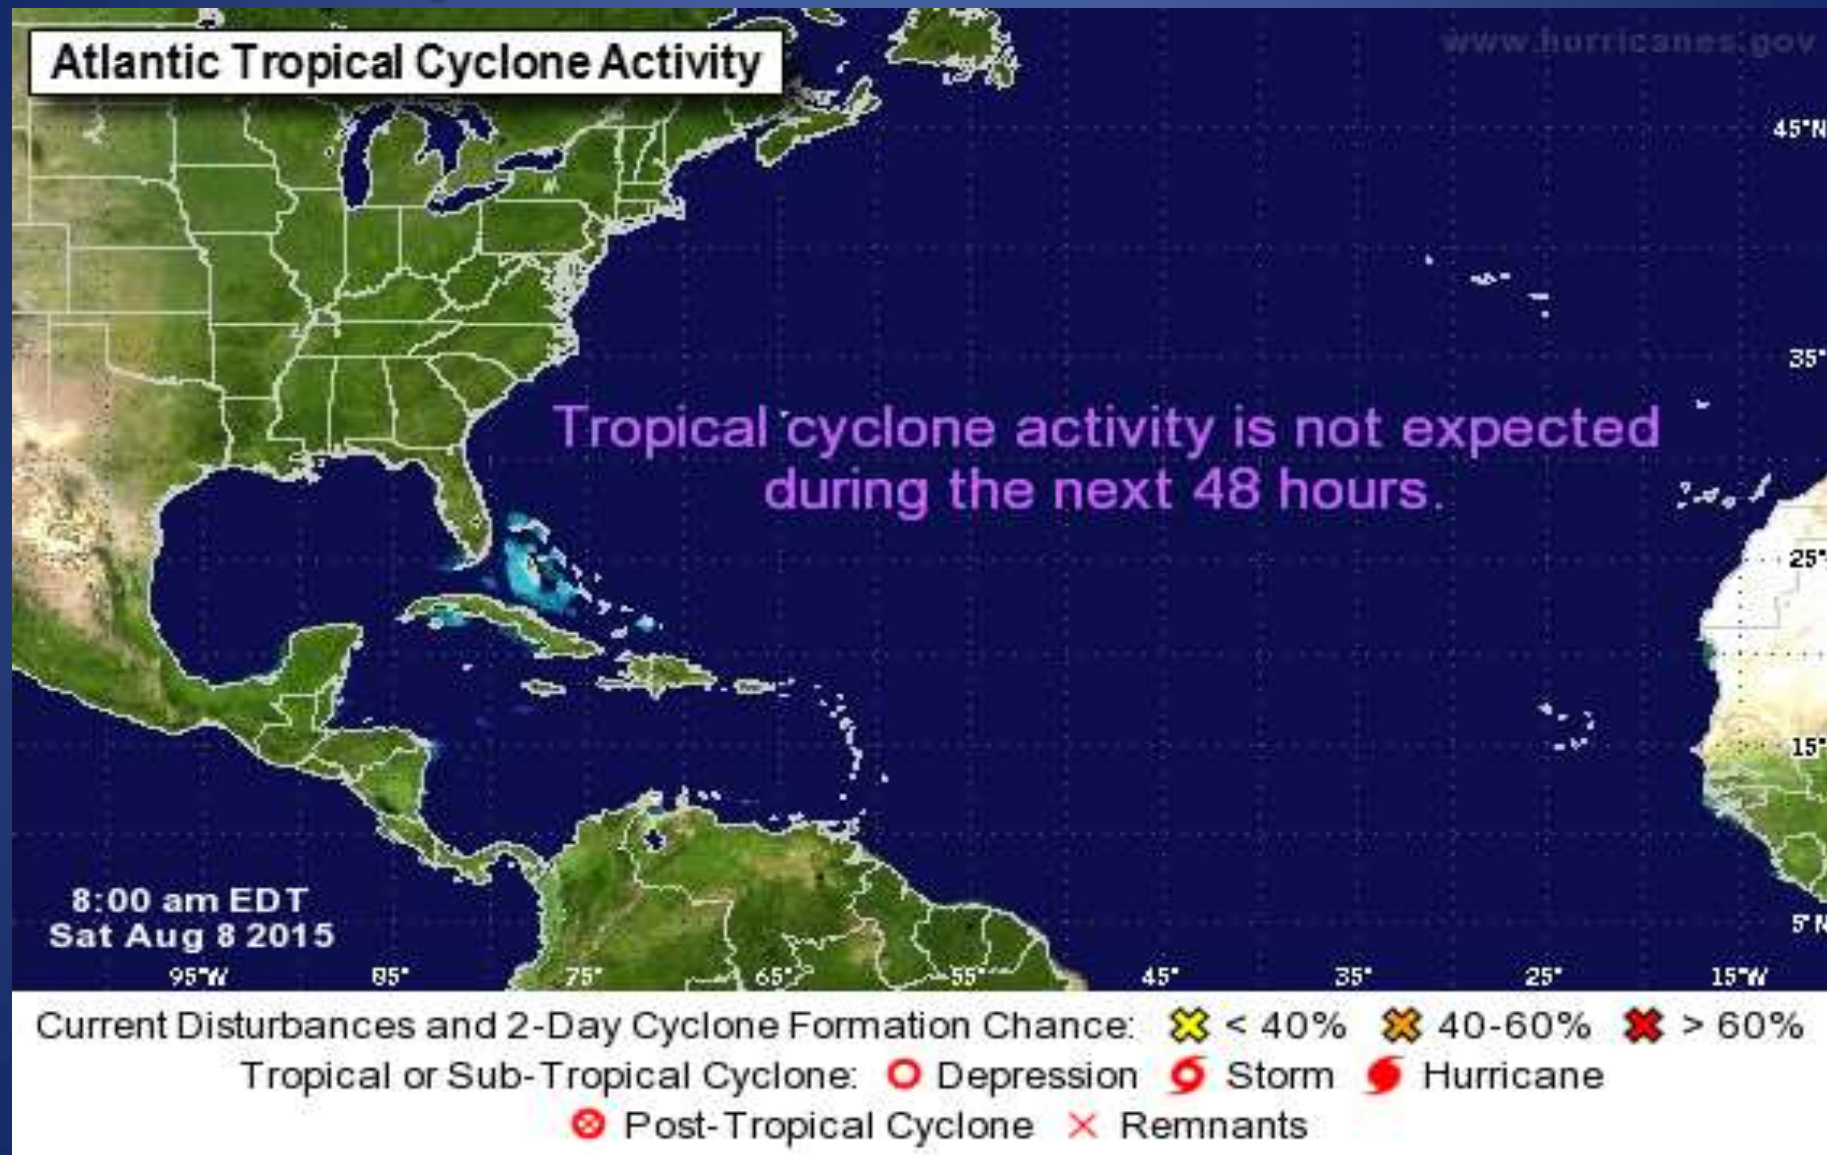 Atlantic Tropical Cyclone Activity
www.hurricanes.gov
45°N
35°
Tropical cyclone activity is not expected
during the next 48 hours.
25°
15°
8:00 am EDT
Sat Aug 8 2015
5°N
95°W 85° 75° 65° 55° 45° 35° 25° 15°W
Current Disturbances and 2-Day Cyclone Formation Chance: < 40% 40-60% > 60%
Tropical or Sub-Tropical Cyclone: Depression Storm Hurricane
Post-Tropical Cyclone Remnants